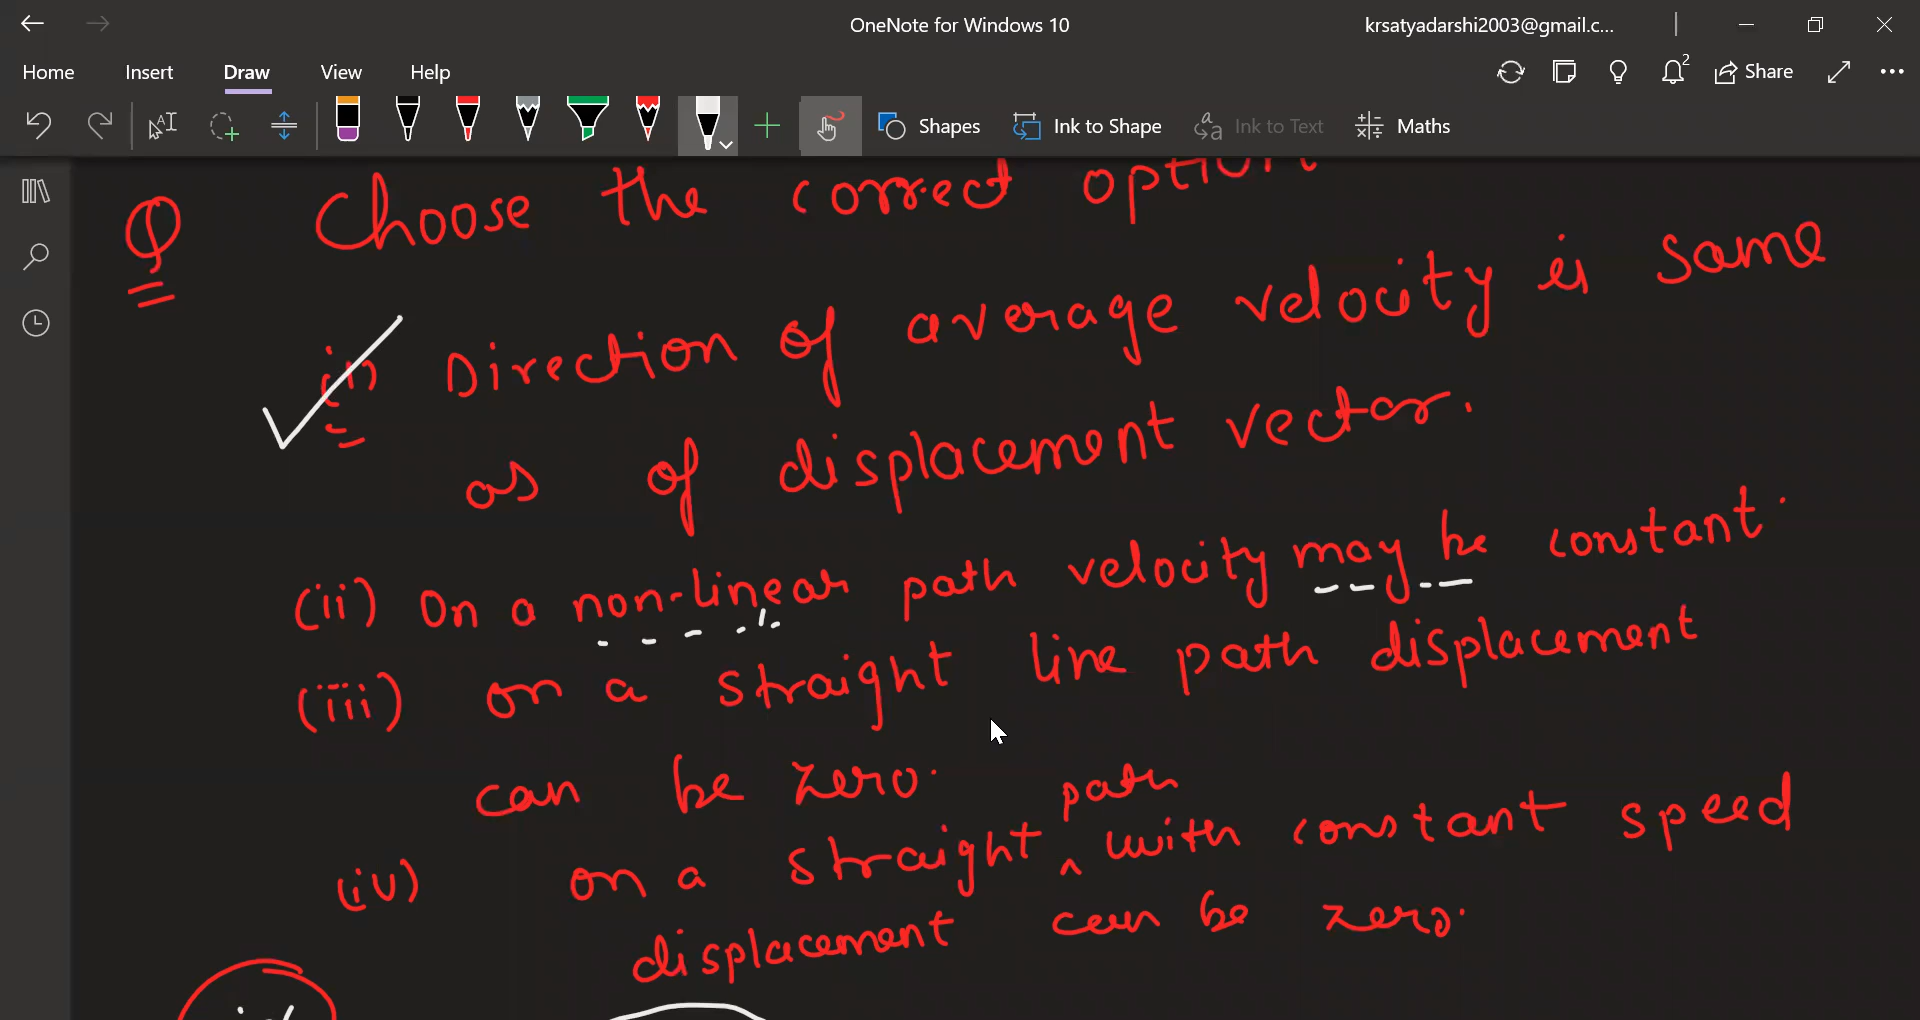 OneNote for Windows 10
krsatyadarshi2003@gmail.c...
Home Insert Draw View Help
2 Share
Shapes Ink to Shape Ink to Text Maths
Q Choose the correct option
(i) Direction of average velocity is same
as of displacement vector.
(ii) On a non-linear path velocity may be constant.
(iii) on a straight line path displacement
can be zero.
path
(iv) on a straight ^ with constant speed
displacement can be zero.